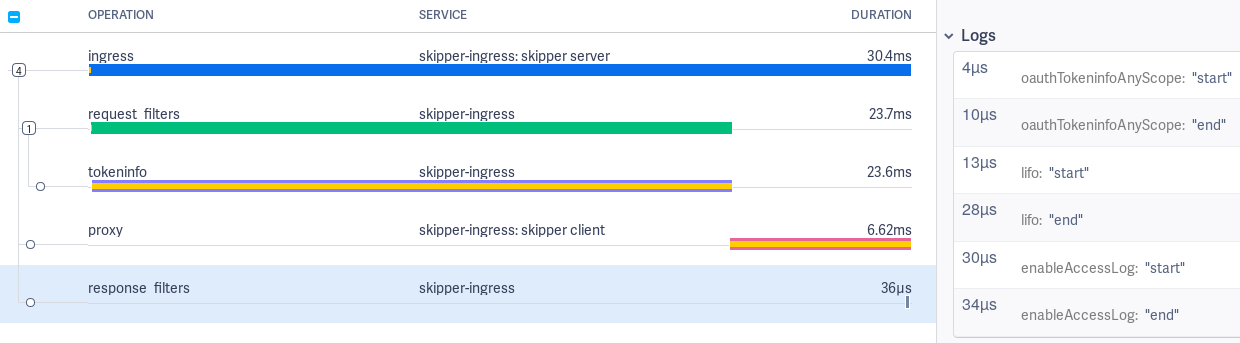 OPERATION SERVICE DURATION
ingress skipper-ingress: skipper server 30.4ms
4
request_filters skipper-ingress 23.7ms
1
tokeninfo skipper-ingress 23.6ms
proxy skipper-ingress: skipper client 6.62ms
response_filters skipper-ingress 36μs
Logs
4μs oauthTokeninfoAnyScope: "start"
10μs oauthTokeninfoAnyScope: "end"
13μs lifo: "start"
28μs lifo: "end"
30μs enableAccessLog: "start"
34μs enableAccessLog: "end"